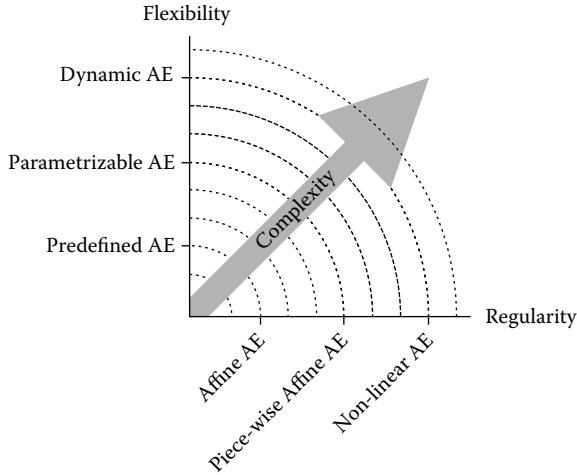 Flexibility
Dynamic AE
Parametrizable AE
Predefined AE
Complexity
Regularity
Affine AE
Piece-wise Affine AE
Non-linear AE